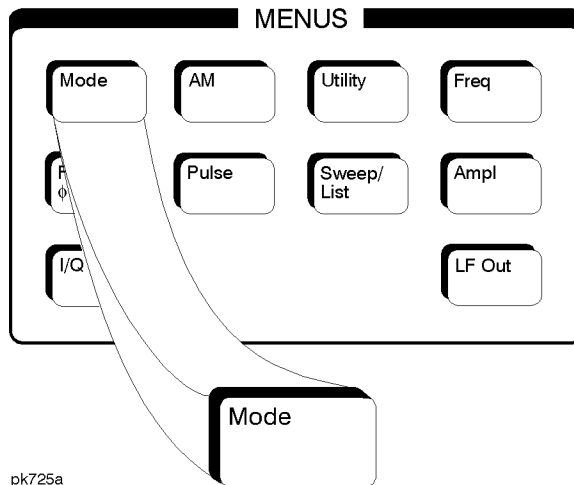 MENUS
Mode AM Utility Freq
Pulse Sweep/ Ampl
ϕ List
I/Q LF Out
Mode
pk725a